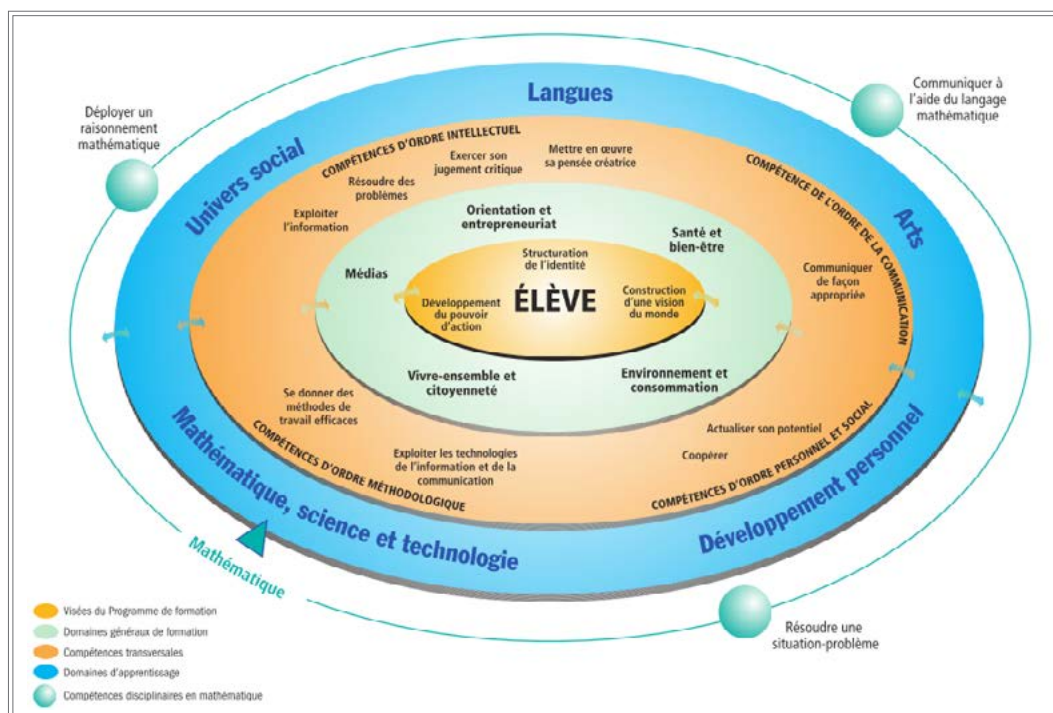 Déployer un
raisonnement
mathématique
Communiquer à
l'aide du langage
mathématique
Langues
Univers social
Arts
COMPÉTENCES D'ORDRE INTELLECTUEL
Exploiter
l'information
Résoudre des
problèmes
Exercer son
jugement critique
Mettre en œuvre
sa pensée créatrice
COMPÉTENCE DE L'ORDRE DE LA COMMUNICATION
Communiquer
de façon
appropriée
Orientation et
entrepreneuriat
Santé et
bien-être
Médias
Structuration
de l'identité
ÉLÈVE
Développement
du pouvoir
d'action
Construction
d'une vision
du monde
Vivre-ensemble et
citoyenneté
Environnement et
consommation
Se donner des
méthodes de
travail efficaces
Exploiter les technologies
de l'information et de la
communication
COMPÉTENCES D'ORDRE MÉTHODOLOGIQUE
Actualiser son potentiel
Coopérer
COMPÉTENCES D'ORDRE PERSONNEL ET SOCIAL
Mathématique, science et technologie
Développement personnel
Mathématique
Résoudre une
situation-problème
Visées du Programme de formation
Domaines généraux de formation
Compétences transversales
Domaines d'apprentissage
Compétences disciplinaires en mathématique